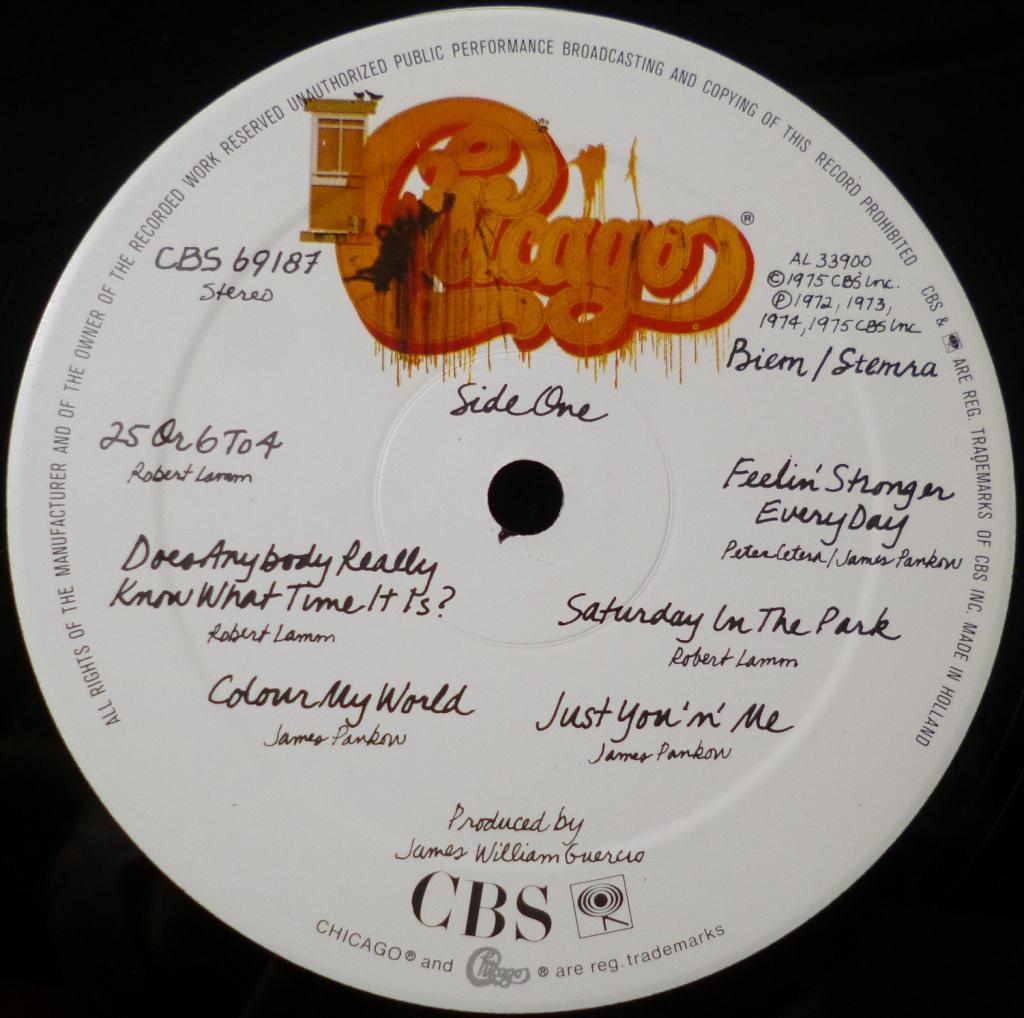 ALL RIGHTS OF THE MANUFACTURER AND OF THE OWNER OF THE RECORDED WORK RESERVED UNAUTHORIZED PUBLIC PERFORMANCE BROADCASTING AND COPYING OF THIS RECORD PROHIBITED CBS & ARE REG. TRADEMARKS OF CBS INC. MADE IN HOLLAND
Chicago®
CBS 69187
Stereo
AL 33900
©1975 CBS Inc.
℗1972, 1973,
1974, 1975 CBS Inc
Biem/Stemra
Side One
25 Or 6 To 4
Robert Lamm
Does Anybody Really
Know What Time It Is?
Robert Lamm
Colour My World
James Pankow
Feelin' Stronger
Every Day
Peter Cetera/James Pankow
Saturday In The Park
Robert Lamm
Just You 'n' Me
James Pankow
Produced by
James William Guercio
CBS
CHICAGO® and Chicago ® are reg. trademarks